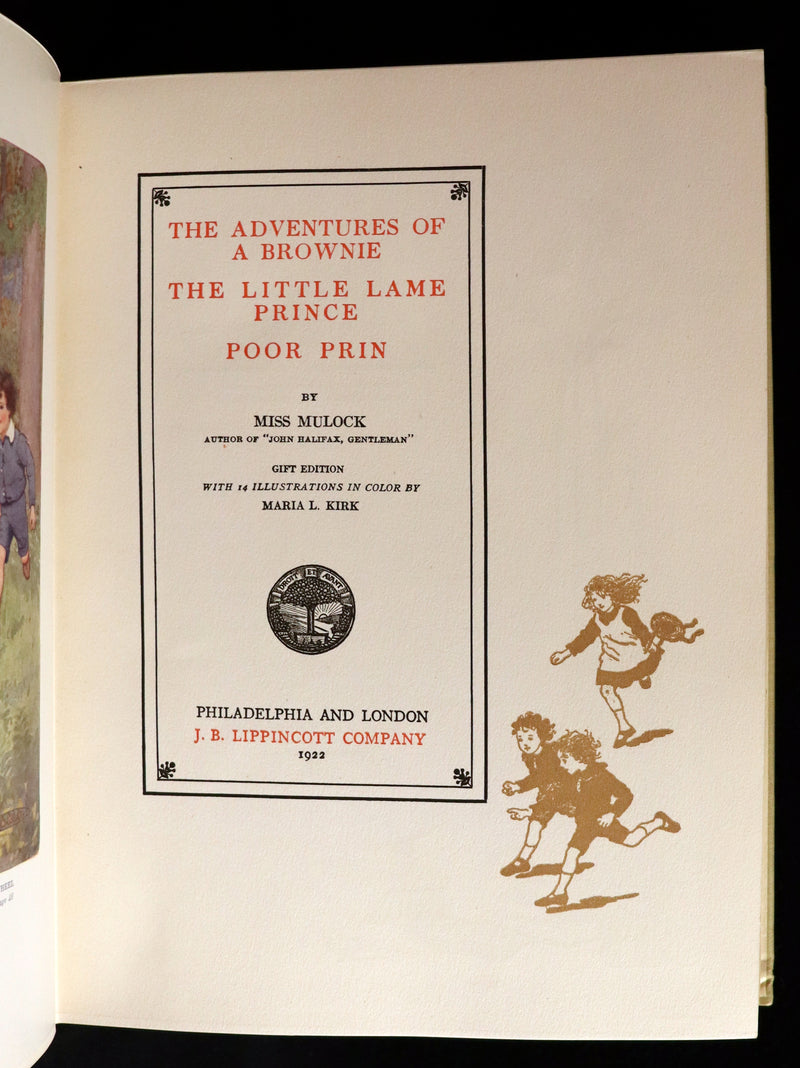 THE ADVENTURES OF
A BROWNIE
THE LITTLE LAME
PRINCE
POOR PRIN
BY
MISS MULOCK
AUTHOR OF "JOHN HALIFAX, GENTLEMAN"
GIFT EDITION
WITH 14 ILLUSTRATIONS IN COLOR BY
MARIA L. KIRK
DROIT ET AVANT
PHILADELPHIA AND LONDON
J. B. LIPPINCOTT COMPANY
1922